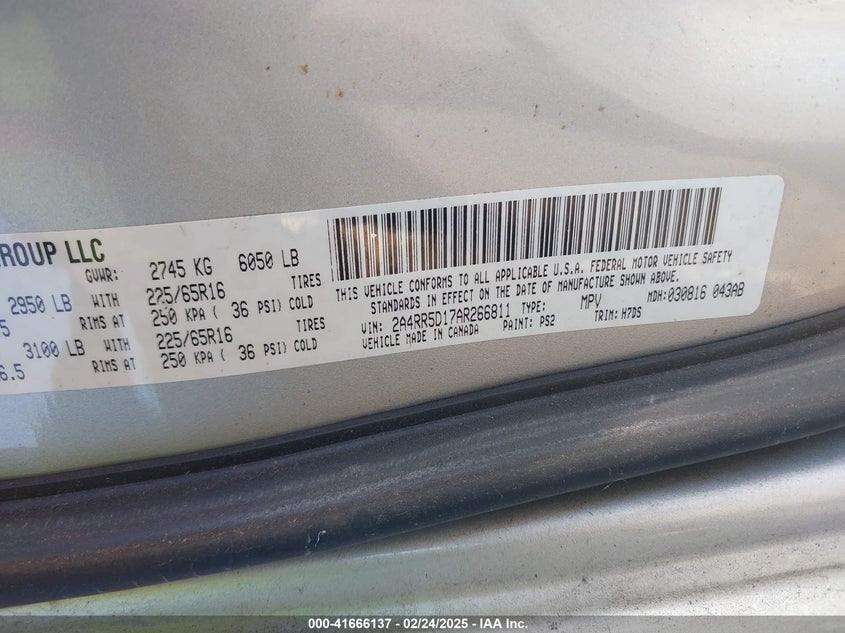 GROUP LLC
GVWR: 2745 KG 6050 LB
2950 LB WITH 225/65R16 TIRES
5 RIMS AT 250 KPA ( 36 PSI) COLD
3100 LB WITH 225/65R16 TIRES
6.5 RIMS AT 250 KPA ( 36 PSI) COLD
THIS VEHICLE CONFORMS TO ALL APPLICABLE U.S.A. FEDERAL MOTOR VEHICLE SAFETY
STANDARDS IN EFFECT ON THE DATE OF MANUFACTURE SHOWN ABOVE.
VIN: 2A4RR5D17AR266811 TYPE: MPV MDH: 030816 043AB
VEHICLE MADE IN CANADA PAINT: PS2 TRIM: H7DS
000-41666137 - 02/24/2025 - IAA Inc.